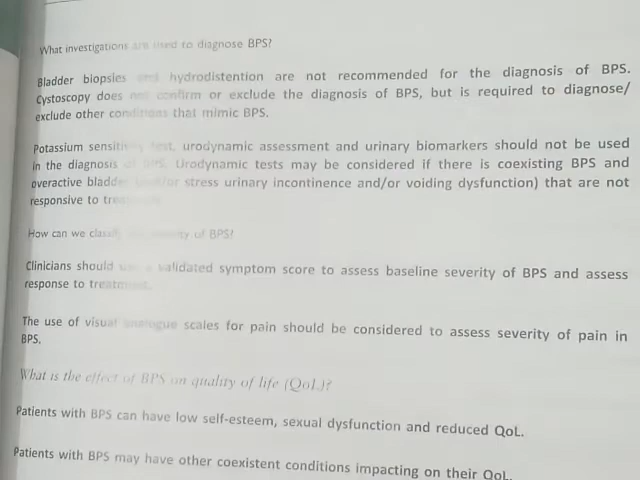 What investigations are used to diagnose BPS?
Bladder biopsies and hydrodistention are not recommended for the diagnosis of BPS.
Cystoscopy does not confirm or exclude the diagnosis of BPS, but is required to diagnose/
exclude other conditions that mimic BPS.
Potassium sensitivity test, urodynamic assessment and urinary biomarkers should not be used
in the diagnosis of BPS. Urodynamic tests may be considered if there is coexisting BPS and
overactive bladder and/or stress urinary incontinence and/or voiding dysfunction) that are not
responsive to treatment.
How can we classify severity of BPS?
Clinicians should use a validated symptom score to assess baseline severity of BPS and assess
response to treatment.
The use of visual analogue scales for pain should be considered to assess severity of pain in
BPS.
What is the effect of BPS on quality of life (QoL)?
Patients with BPS can have low self-esteem, sexual dysfunction and reduced QoL.
Patients with BPS may have other coexistent conditions impacting on their QoL.